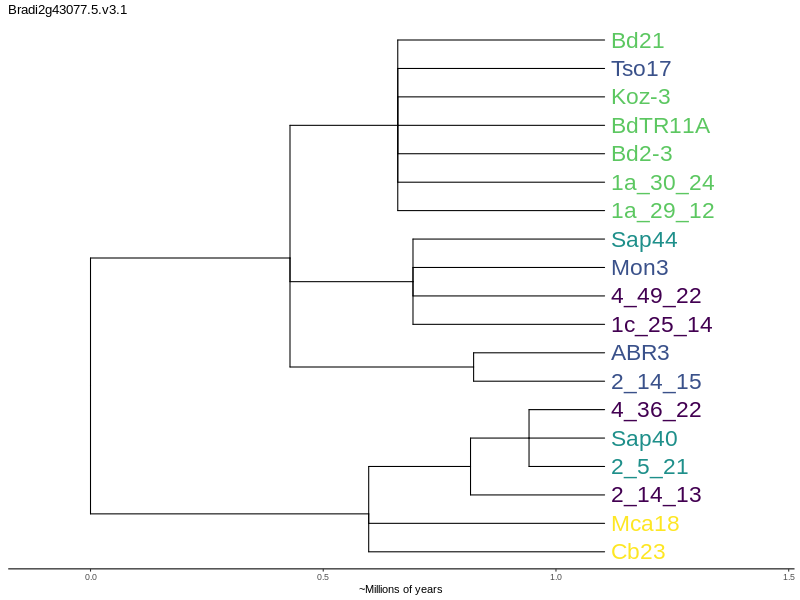 Bradi2g43077.5.v3.1
Bd21
Tso17
Koz-3
BdTR11A
Bd2-3
1a_30_24
1a_29_12
Sap44
Mon3
4_49_22
1c_25_14
ABR3
2_14_15
4_36_22
Sap40
2_5_21
2_14_13
Mca18
Cb23
0.0 0.5 1.0 1.5
~Millions of years